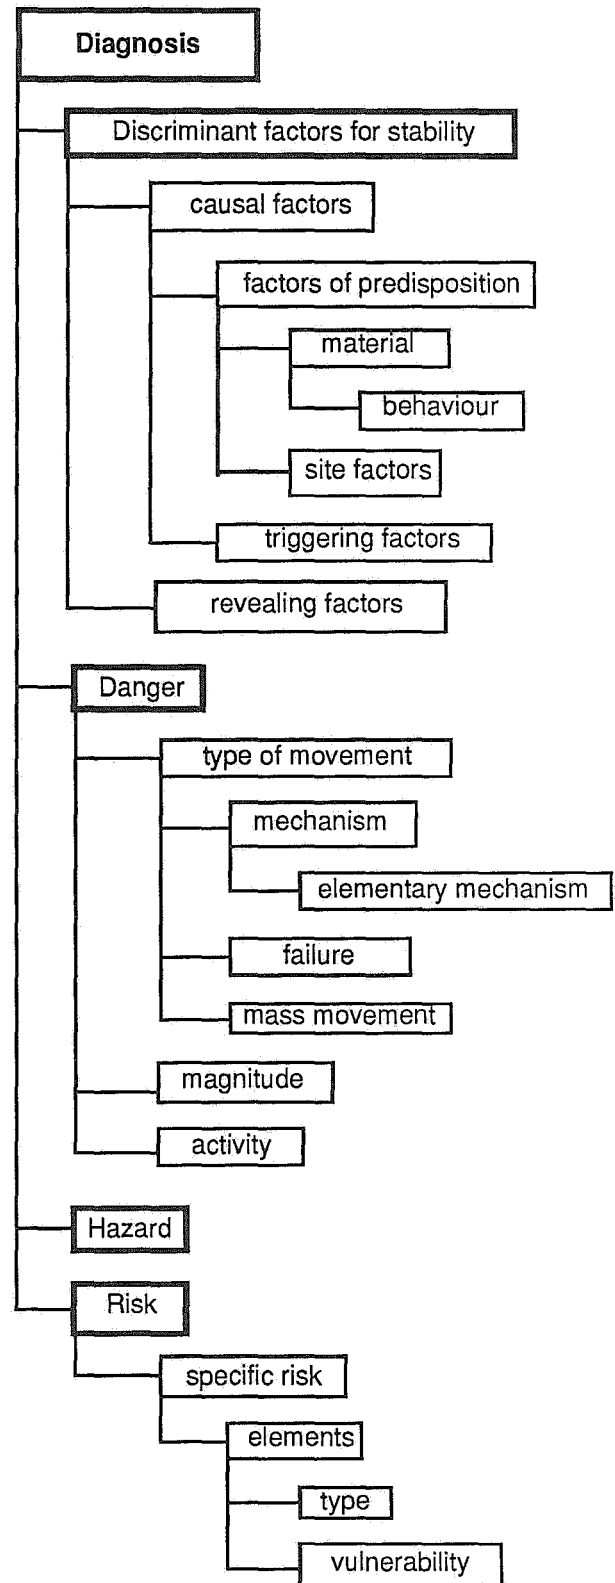 Diagnosis
Discriminant factors for stability
causal factors
factors of predisposition
material
behaviour
site factors
triggering factors
revealing factors
Danger
type of movement
mechanism
elementary mechanism
failure
mass movement
magnitude
activity
Hazard
Risk
specific risk
elements
type
vulnerability